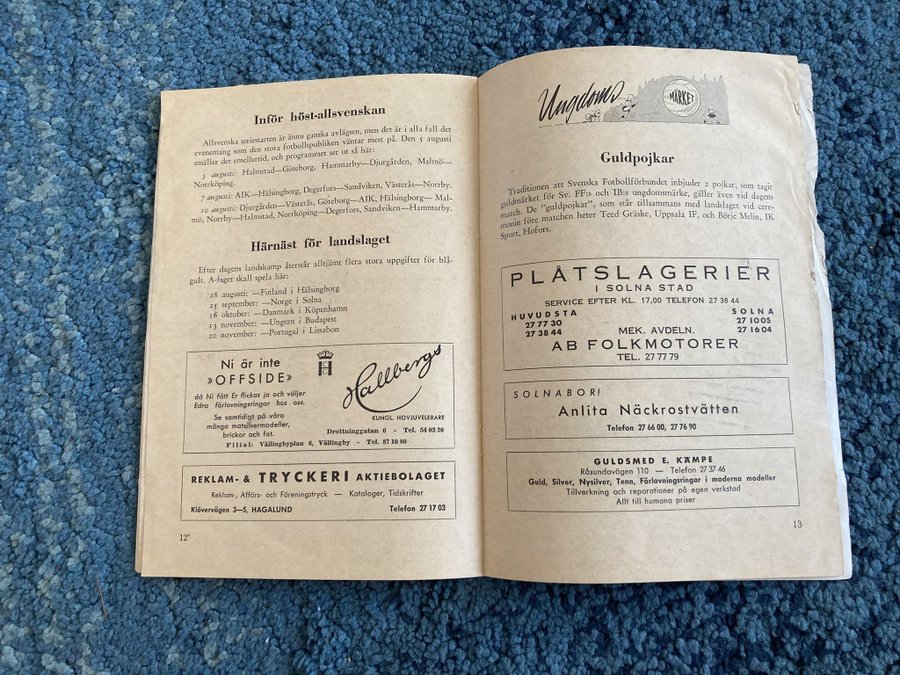 Inför höst-allsvenskan
Allsvenska seriestarten är ännu ganska avlägsen, men det är i alla fall det
evenemang som den stora fotbollspubliken väntar mest på. Den 5 augusti
smäller det emellertid, och programmet ser ut så här:
5 augusti: Halmstad—Göteborg, Hammarby—Djurgården, Malmö—
Norrköping.
7 augusti: AIK—Hälsingborg, Degerfors—Sandviken, Västerås—Norrby.
10 augusti: Djurgården—Västerås, Göteborg—AIK, Hälsingborg— Mal-
mö, Norrby—Halmstad, Norrköping—Degerfors, Sandviken—Hammarby.
Härnäst för landslaget
Efter dagens landskamp återstår alltjämt flera stora uppgifter för blå-
gult. A-laget skall spela här:
28 augusti: —Finland i Hälsingborg
25 september: —Norge i Solna
16 oktober: —Danmark i Köpenhamn
13 november: —Ungern i Budapest
20 november: —Portugal i Lissabon
Ni är inte
»OFFSIDE»
då Ni fått Er flickas ja och väljer
Edra förlovningsringar hos oss.
Se samtidigt på våra
många matsilvermodeller,
brickor och fat.
H
Hallbergs
KUNGL. HOVJUVELERARE
Drottninggatan 6 - Tel. 54 03 20
Filial: Vällingbyplan 6, Vällingby - Tel. 87 10 80
REKLAM- & TRYCKERI AKTIEBOLAGET
Reklam-, Affärs- och Föreningstryck — Kataloger, Tidskrifter
Klövervägen 3—5, HAGALUND Telefon 27 17 03
12
Ungdoms
MÄRKET
Guldpojkar
Traditionen att Svenska Fotbollförbundet inbjuder 2 pojkar, som tagit
guldmärket för Sv. FF:s och IB:s ungdomsmärke, gäller även vid dagens
match. De "guldpojkar", som står tillsammans med landslaget vid cere-
monin före matchen heter Teed Gräske, Uppsala IF, och Börje Melin, IK
Sport, Hofors.
PLÅTSLAGERIER
I SOLNA STAD
SERVICE EFTER KL. 17,00 TELEFON 27 38 44
HUVUDSTA SOLNA
27 77 30 27 10 05
27 38 44 MEK. AVDELN. 27 16 04
AB FOLKMOTORER
TEL. 27 77 79
SOLNABOR!
Anlita Näckrostvätten
Telefon 27 66 00, 27 76 90
GULDSMED E. KÄMPE
Råsundavägen 110 — Telefon 27 37 46
Guld, Silver, Nysilver, Tenn, Förlovningsringar i moderna modeller
Tillverkning och reparationer på egen verkstad
Allt till humana priser
13